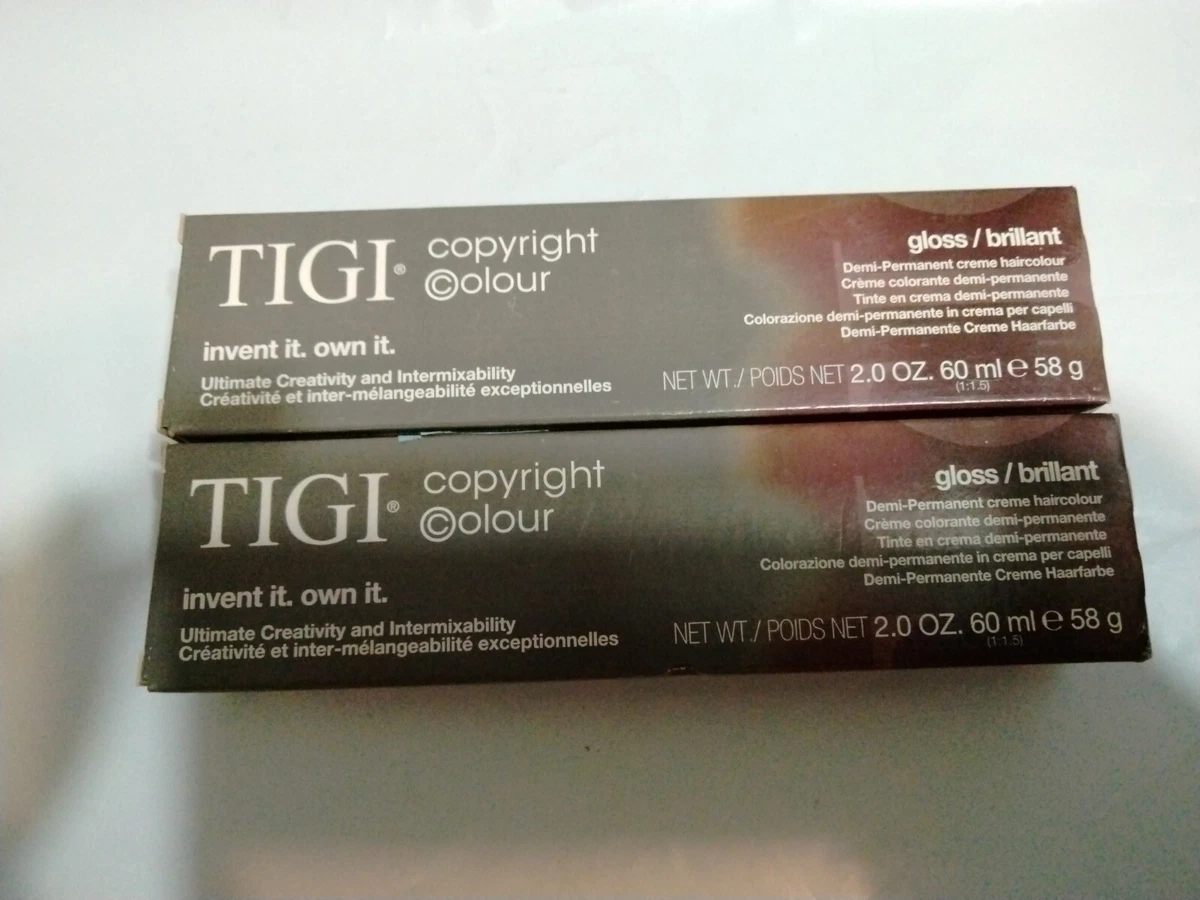 TIGI® copyright ©olour
invent it. own it.
Ultimate Creativity and Intermixability
Créativité et inter-mélangeabilité exceptionnelles
gloss / brillant
Demi-Permanent creme haircolour
Crème colorante demi-permanente
Tinte en crema demi-permanente
Colorazione demi-permanente in crema per capelli
Demi-Permanente Creme Haarfarbe
NET WT./ POIDS NET 2.0 OZ. 60 ml e 58 g
(1:1.5)
TIGI® copyright ©olour
invent it. own it.
Ultimate Creativity and Intermixability
Créativité et inter-mélangeabilité exceptionnelles
gloss / brillant
Demi-Permanent creme haircolour
Crème colorante demi-permanente
Tinte en crema demi-permanente
Colorazione demi-permanente in crema per capelli
Demi-Permanente Creme Haarfarbe
NET WT./ POIDS NET 2.0 OZ. 60 ml e 58 g
(1:1.5)